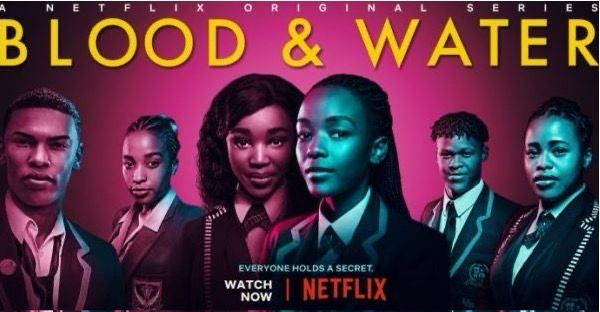 A NETFLIX ORIGINAL SERIES
BLOOD & WATER
EVERYONE HOLDS A SECRET.
WATCH
NOW | NETFLIX